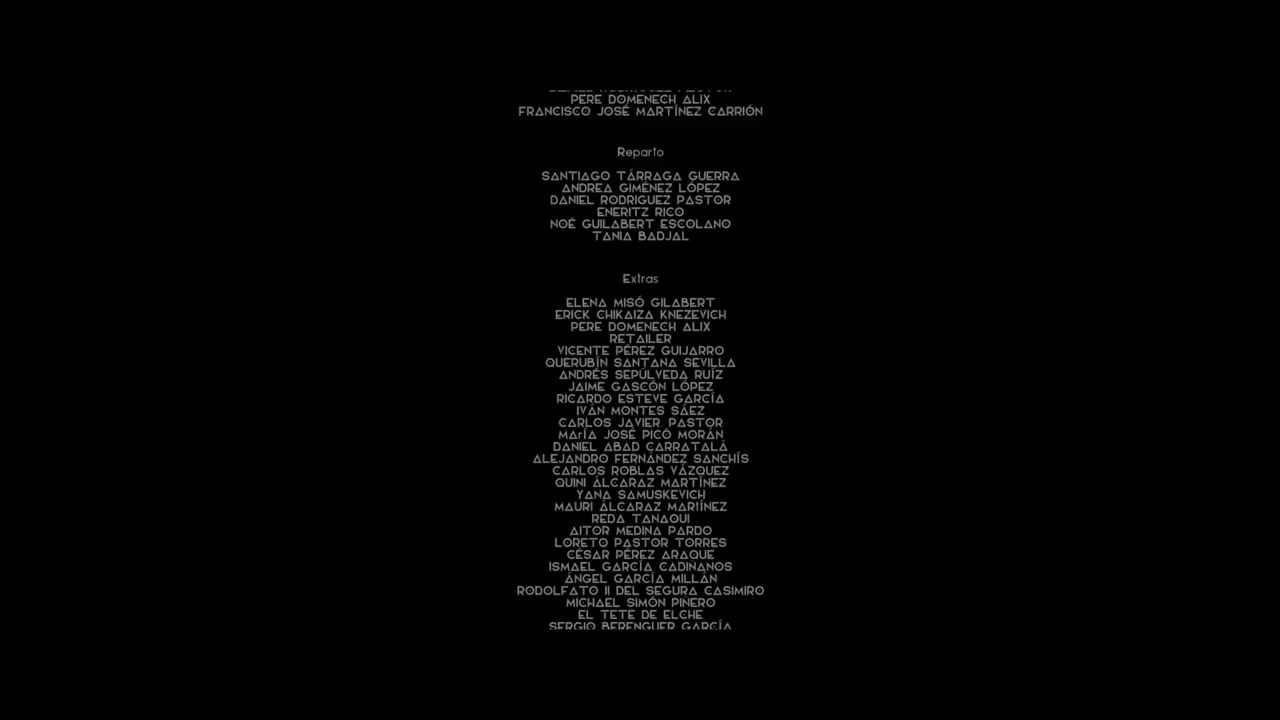 PERE DOMENECH ALIX
FRANCISCO JOSÉ MARTÍNEZ CARRIÓN
Reparto
SANTIAGO TÁRRAGA GUERRA
ANDREA GIMÉNEZ LÓPEZ
DANIEL RODRIGUEZ PASTOR
ENERITZ RICO
NOÉ GUILABERT ESCOLANO
TANIA BADJAL
Extras
ELENA MISÓ GILABERT
ERICK CHIKAIZA KNEZEVICH
PERE DOMENECH ALIX
RETAILER
VICENTE PÉREZ GUIJARRO
QUERUBÍN SANTANA SEVILLA
ANDRÉS SEPÚLVEDA RUÍZ
JAIME GASCÓN LÓPEZ
RICARDO ESTEVE GARCÍA
IVÁN MONTES SÁEZ
CARLOS JAVIER PASTOR
MArÍA JOSÉ PICÓ MORÁN
DANIEL ABAD CARRATALÁ
ALEJANDRO FERNÁNDEZ SANCHÍS
CARLOS ROBLAS VÁZQUEZ
QUINI ÁLCARAZ MARTÍNEZ
YANA SAMUSKEVICH
MAURI ÁLCARAZ MARtÍNEZ
REDA TANAOUI
AITOR MEDINA PARDO
LORETO PASTOR TORRES
CÉSAR PÉREZ ARAQUE
ISMAEL GARCÍA CADIÑANOS
ÁNGEL GARCÍA MILLÁN
RODOLFATO II DEL SEGURA CASIMIRO
MICHAEL SIMÓN PIÑERO
EL TETE DE ELCHE
SERGIO BERENGUER GARCÍA